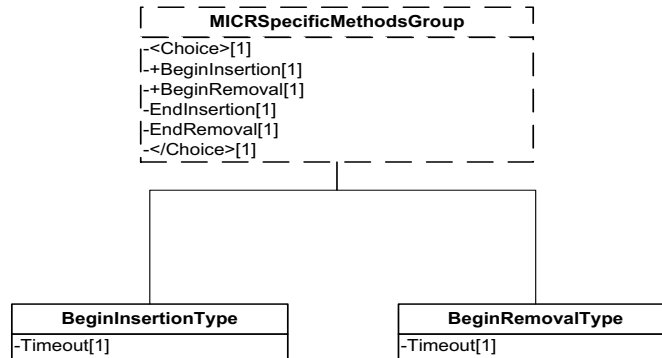 MICRSpecificMethodsGroup
-<Choice>[1]
-+BeginInsertion[1]
-+BeginRemoval[1]
-EndInsertion[1]
-EndRemoval[1]
-</Choice>[1]
BeginInsertionType
-Timeout[1]
BeginRemovalType
-Timeout[1]